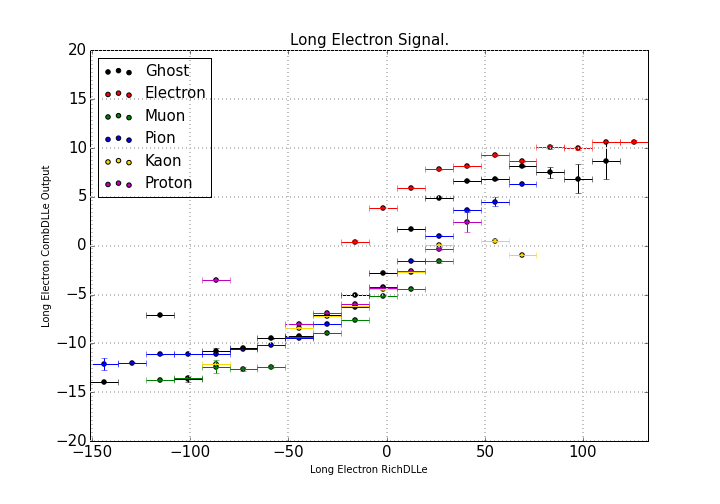 Long Electron Signal.
20
15
10
5
0
−5
−10
−15
−20
Long Electron CombDLLe Output
Ghost
Electron
Muon
Pion
Kaon
Proton
−150
−100
−50
0
50
100
Long Electron RichDLLe